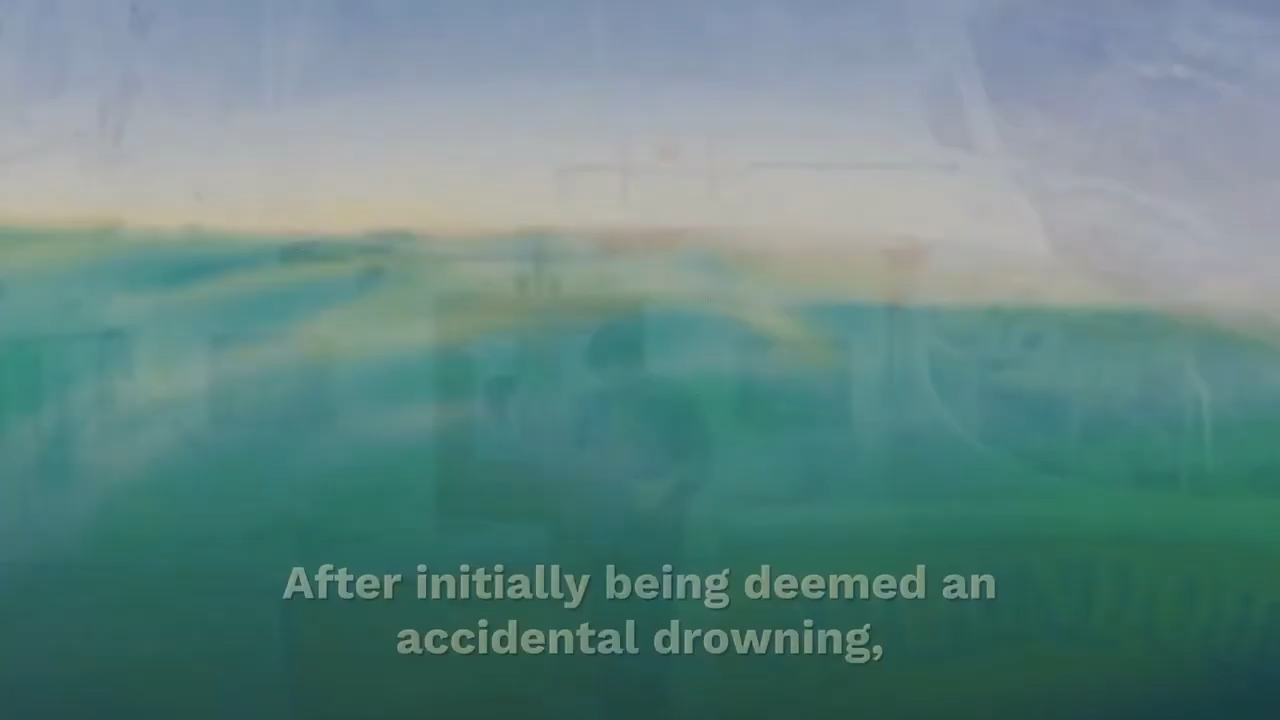 After initially being deemed an
accidental drowning,